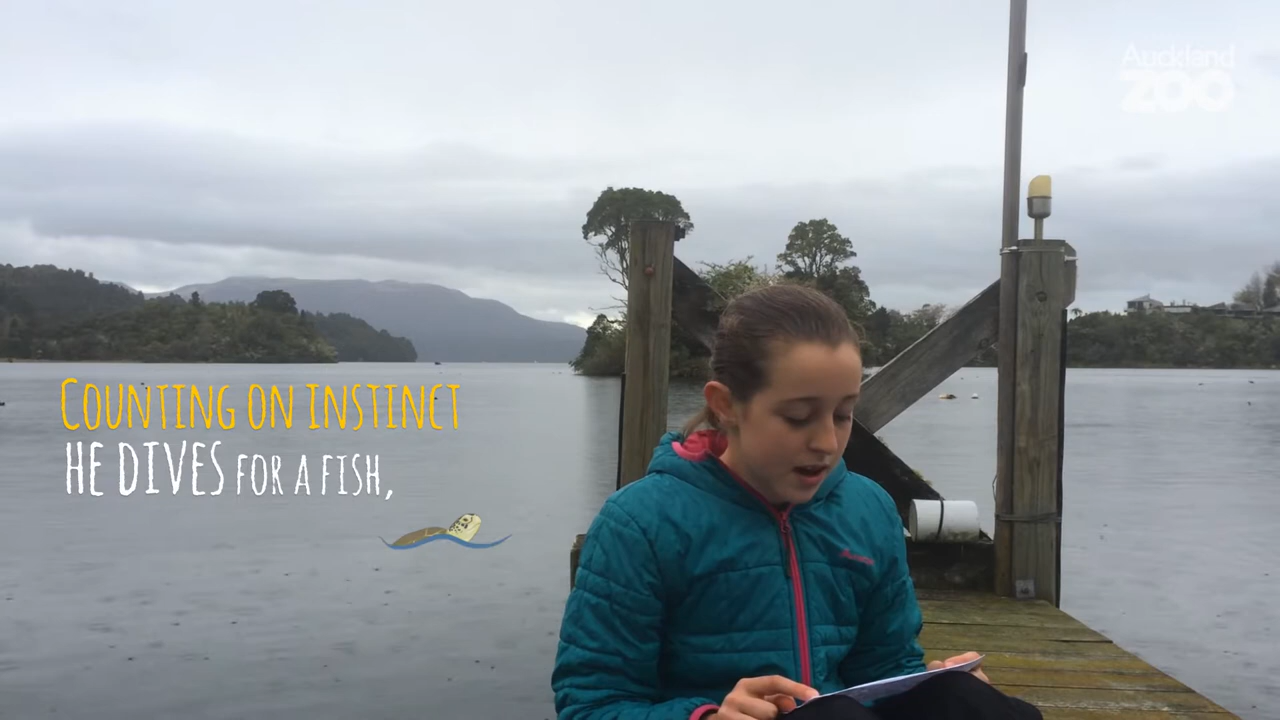 Auckland
ZOO
COUNTING ON INSTINCT
HE DIVES FOR A FISH,